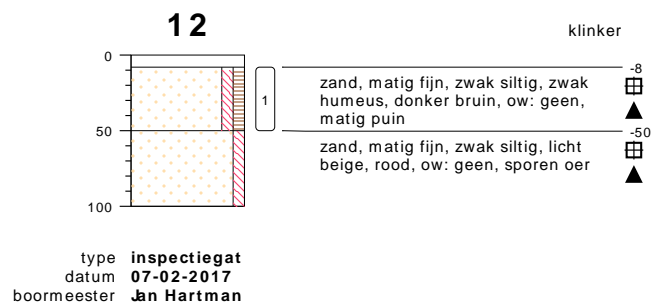 12
klinker
0
-8
zand, matig fijn, zwak siltig, zwak
humeus, donker bruin, ow: geen,
matig puin
1
50
-50
zand, matig fijn, zwak siltig, licht
beige, rood, ow: geen, sporen oer
100
type inspectiegat
datum 07-02-2017
boormeester Jan Hartman